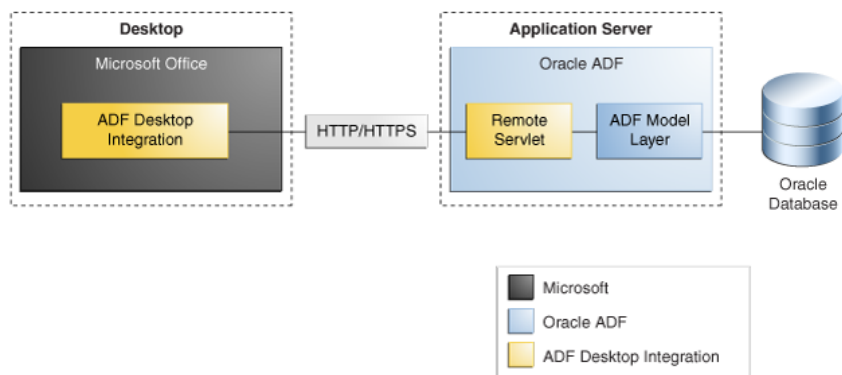 Desktop
Microsoft Office
ADF Desktop
Integration
HTTP/HTTPS
Application Server
Oracle ADF
Remote
Servlet
ADF Model
Layer
Oracle
Database
Microsoft
Oracle ADF
ADF Desktop Integration